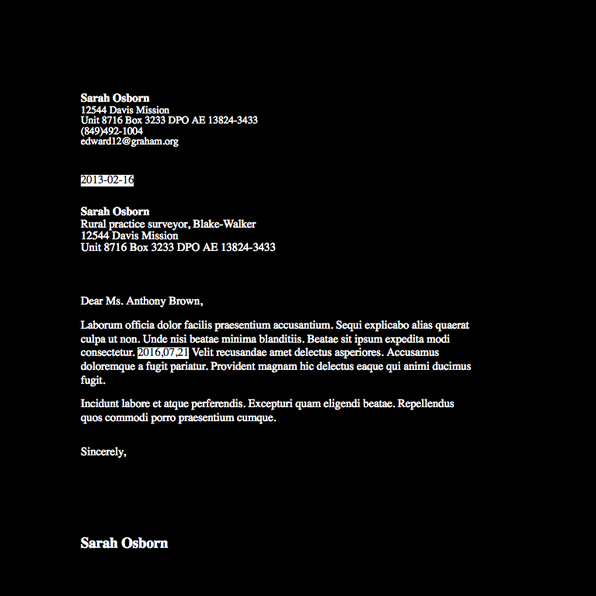 Sarah Osborn
12544 Davis Mission
Unit 8716 Box 3233 DPO AE 13824-3433
(849)492-1004
edward12@graham.org
2013-02-16
Sarah Osborn
Rural practice surveyor, Blake-Walker
12544 Davis Mission
Unit 8716 Box 3233 DPO AE 13824-3433
Dear Ms. Anthony Brown,
Laborum officia dolor facilis praesentium accusantium. Sequi explicabo alias quaerat
culpa ut non. Unde nisi beatae minima blanditiis. Beatae sit ipsum expedita modi
consectetur. 2016,07,21 Velit recusandae amet delectus asperiores. Accusamus
doloremque a fugit pariatur. Provident magnam hic delectus eaque qui animi ducimus
fugit.
Incidunt labore et atque perferendis. Excepturi quam eligendi beatae. Repellendus
quos commodi porro praesentium cumque.
Sincerely,
Sarah Osborn